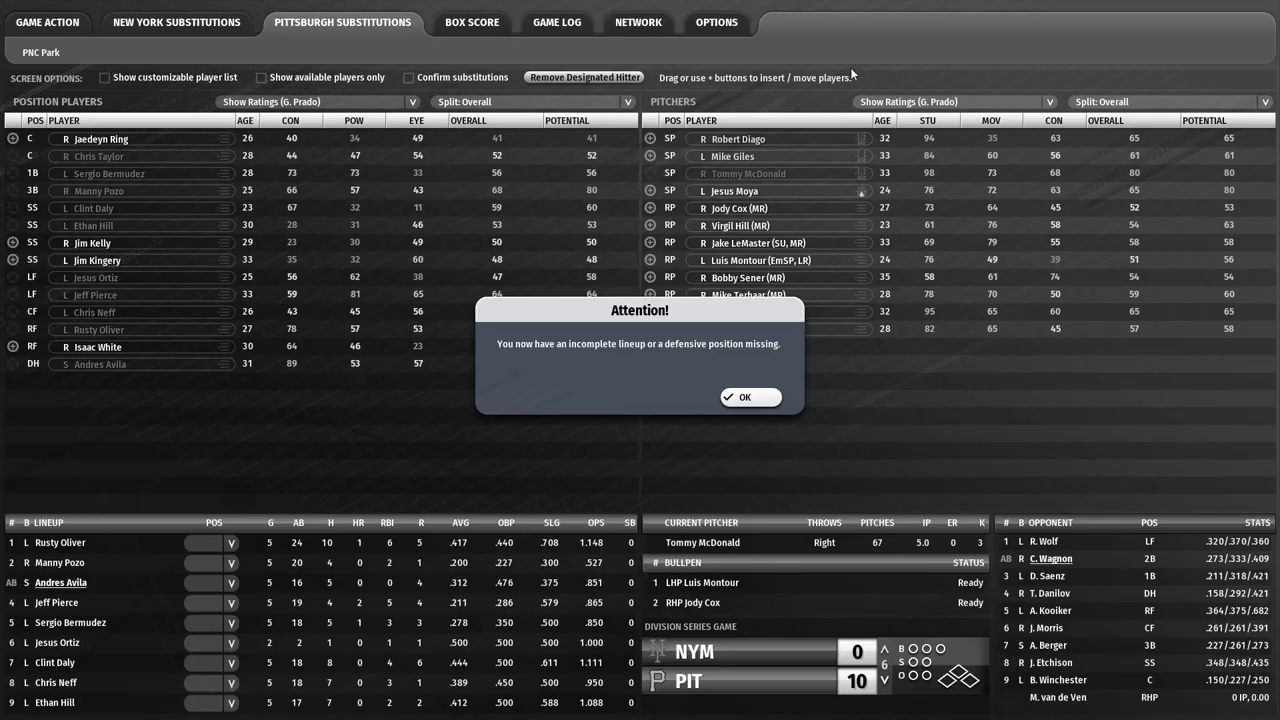 GAME ACTION NEW YORK SUBSTITUTIONS PITTSBURGH SUBSTITUTIONS BOX SCORE GAME LOG NETWORK OPTIONS
PNC Park
SCREEN OPTIONS: Show customizable player list Show available players only Confirm substitutions Remove Designated Hitter Drag or use + buttons to insert / move players.
POSITION PLAYERS Show Ratings (G. Prado) V Split: Overall V
POS PLAYER AGE CON POW EYE OVERALL POTENTIAL
C R Jaedeyn Ring 26 40 34 49 41 41
C R Chris Taylor 28 44 47 54 52 52
1B L Sergio Bermudez 28 57 73 33 56 56
3B R Manny Pozo 25 66 57 43 68 80
SS L Clint Daly 23 67 32 11 59 60
SS L Ethan Hill 30 28 31 46 53 53
SS R Jim Kelly 29 23 30 49 50 50
SS L Jim Kingery 33 35 32 60 48 48
LF L Jesus Ortiz 25 56 62 38 47 58
LF L Jeff Pierce 33 59 81 65 64 64
CF L Chris Neff 26 43 45 56
RF L Rusty Oliver 27 78 57 53
RF R Isaac White 30 64 46 23
DH S Andres Avila 31 89 53 57
PITCHERS Show Ratings (G. Prado) V Split: Overall V
POS PLAYER AGE STU MOV CON OVERALL POTENTIAL
SP R Robert Diago 32 94 35 63 65 65
SP L Mike Giles 33 84 60 56 61 61
SP R Tommy McDonald 33 98 73 68 80 80
SP L Jesus Moya 24 76 72 63 65 80
RP R Jody Cox (MR) 27 73 64 45 52 53
RP R Virgil Hill (MR) 23 61 76 58 54 63
RP R Jake LeMaster (SU, MR) 33 69 79 55 58 58
RP L Luis Montour (EmSP, LR) 24 76 49 39 51 56
RP R Bobby Sener (MR) 35 58 61 74 54 54
RP R Mike Terhaar (MR) 28 78 70 50 59 60
32 95 65 43 60 65
28 82 65 45 57 58
Attention!
You now have an incomplete lineup or a defensive position missing.
OK
# B LINEUP POS G AB H HR RBI R AVG OBP SLG OPS SB
1 L Rusty Oliver V 5 24 10 1 6 5 .417 .440 .708 1.148 0
2 R Manny Pozo V 5 20 4 0 2 1 .200 .227 .300 .527 0
AB S Andres Avila V 5 16 5 0 0 4 .312 .476 .375 .851 0
4 L Jeff Pierce V 5 19 4 2 5 4 .211 .286 .579 .865 0
5 L Sergio Bermudez V 5 18 5 1 3 3 .278 .350 .500 .850 0
6 L Jesus Ortiz V 2 2 1 0 1 1 .500 .500 .500 1.000 0
7 L Clint Daly V 5 18 8 0 4 6 .444 .500 .611 1.111 0
8 L Chris Neff V 5 18 7 0 3 1 .389 .450 .500 .950 0
9 L Ethan Hill V 5 17 7 0 2 2 .412 .500 .588 1.088 0
CURRENT PITCHER THROWS PITCHES IP ER K
Tommy McDonald Right 67 5.0 0 3
# BULLPEN STATUS
1 LHP Luis Montour Ready
2 RHP Jody Cox Ready
DIVISION SERIES GAME
NYM 0
PIT 10
6
B
S
O
# B OPPONENT POS STATS
1 L R. Wolf LF .320/.370/.360
AB R C. Wagnon 2B .273/.333/.409
3 L D. Saenz 1B .211/.318/.421
4 R T. Danilov DH .158/.292/.421
5 L A. Kooiker RF .364/.375/.682
6 R J. Morris CF .261/.261/.391
7 S A. Berger 3B .227/.261/.273
8 R J. Etchison SS .348/.348/.435
9 L B. Winchester C .150/.227/.250
M. van de Ven RHP 0 IP, 0.00